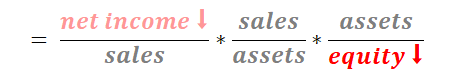 = net income⬇ / sales * sales / assets * assets / equity⬇